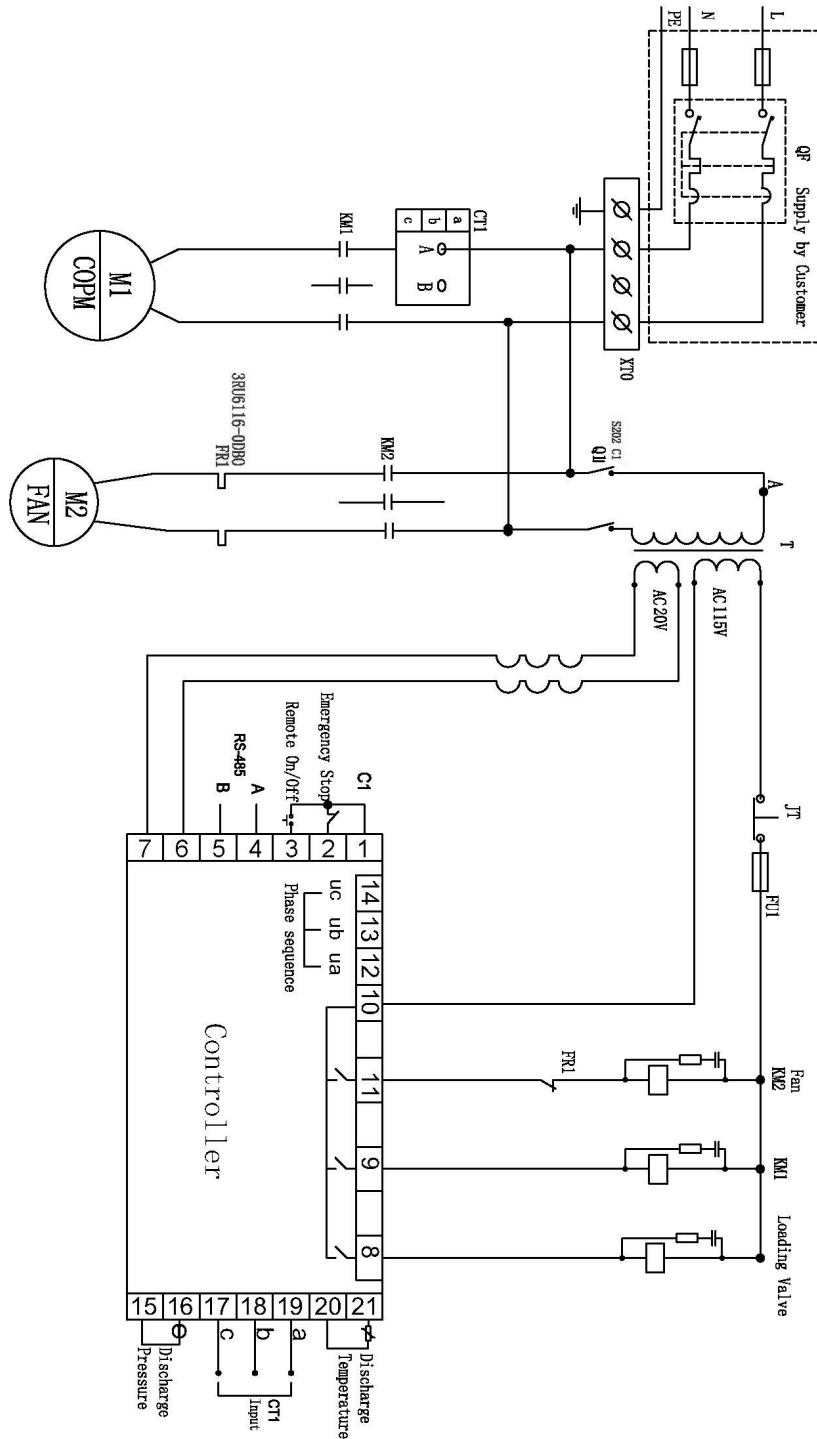 L
N
PE
QF
Supply by Customer
XT0
CT1
a
b
c
A
B
KM1
M1
COPM
A
T
S202 C1
Q11
KM2
3RU6116-0DB0
FR1
M2
FAN
AC115V
AC20V
JT
FU1
C1
Emergency Stop
Remote On/Off
A
RS-485
B
1
2
3
4
5
6
7
14
13
12
10
11
9
8
uc ub ua
Phase sequence
Controller
Fan
KM2
KM1
Loading Valve
FR1
21
20
19
18
17
16
15
a
b
c
Discharge
Temperature
CT1
Input
Discharge
Pressure